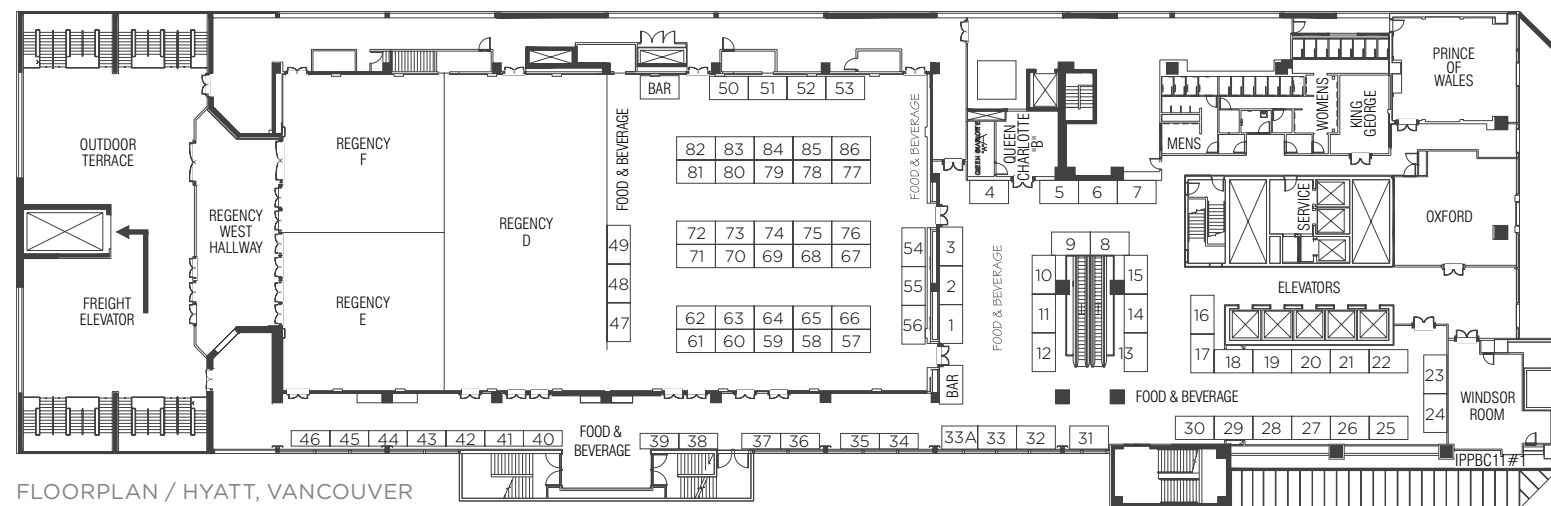 OUTDOOR
TERRACE
FREIGHT
ELEVATOR
REGENCY
WEST
HALLWAY
REGENCY
F
REGENCY
E
REGENCY
D
FOOD & BEVERAGE
BAR
50 51 52 53
82 83 84 85 86
81 80 79 78 77
72 73 74 75 76
71 70 69 68 67
62 63 64 65 66
61 60 59 58 57
49
48
47
FOOD & BEVERAGE
54
55
56
3
2
1
BAR
QUEEN CHARLOTTE
QUEEN
CHARLOTTE
"B"
4
5 6 7
FOOD & BEVERAGE
9 8
10
11
12
15
14
13
MENS
WOMENS
KING
GEORGE
PRINCE
OF
WALES
SERVICE
OXFORD
ELEVATORS
16
17
18 19 20 21 22
23
24
WINDSOR
ROOM
FOOD & BEVERAGE
46 45 44 43 42 41 40
FOOD &
BEVERAGE
39 38
37 36
35 34
33A 33 32
31
30 29 28 27 26 25
IPPBC11#1
FLOORPLAN / HYATT, VANCOUVER